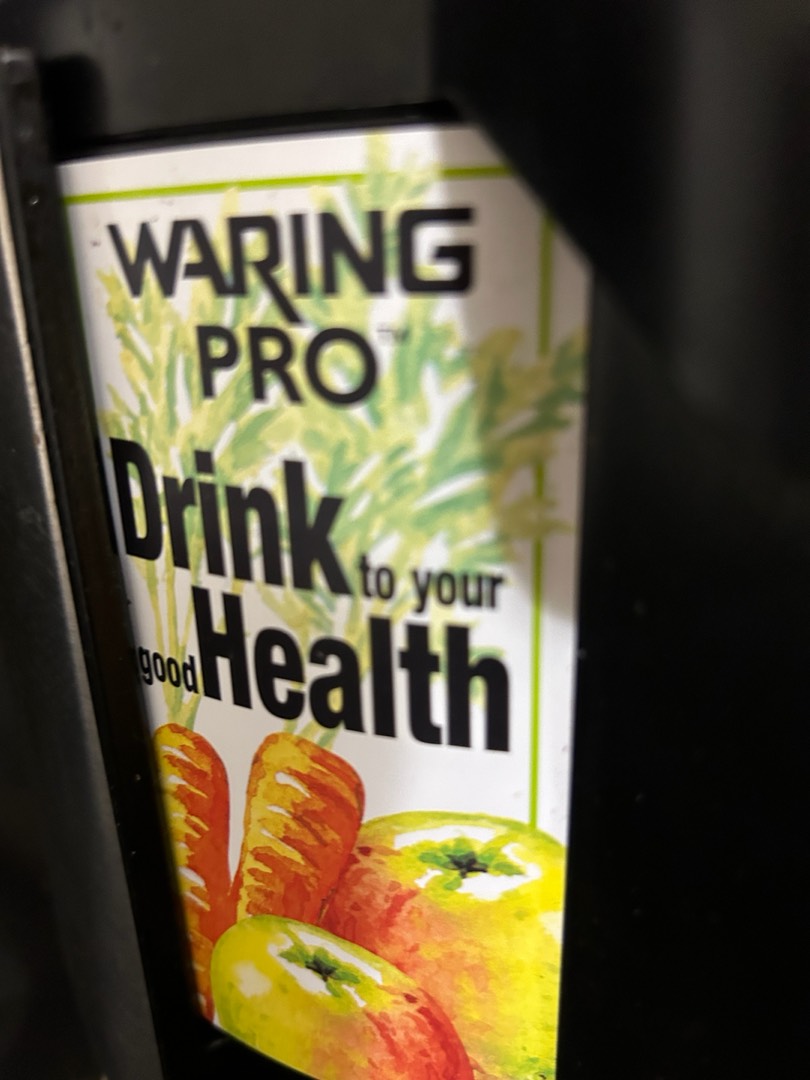 WARING
PRO™
Drink to your
good Health